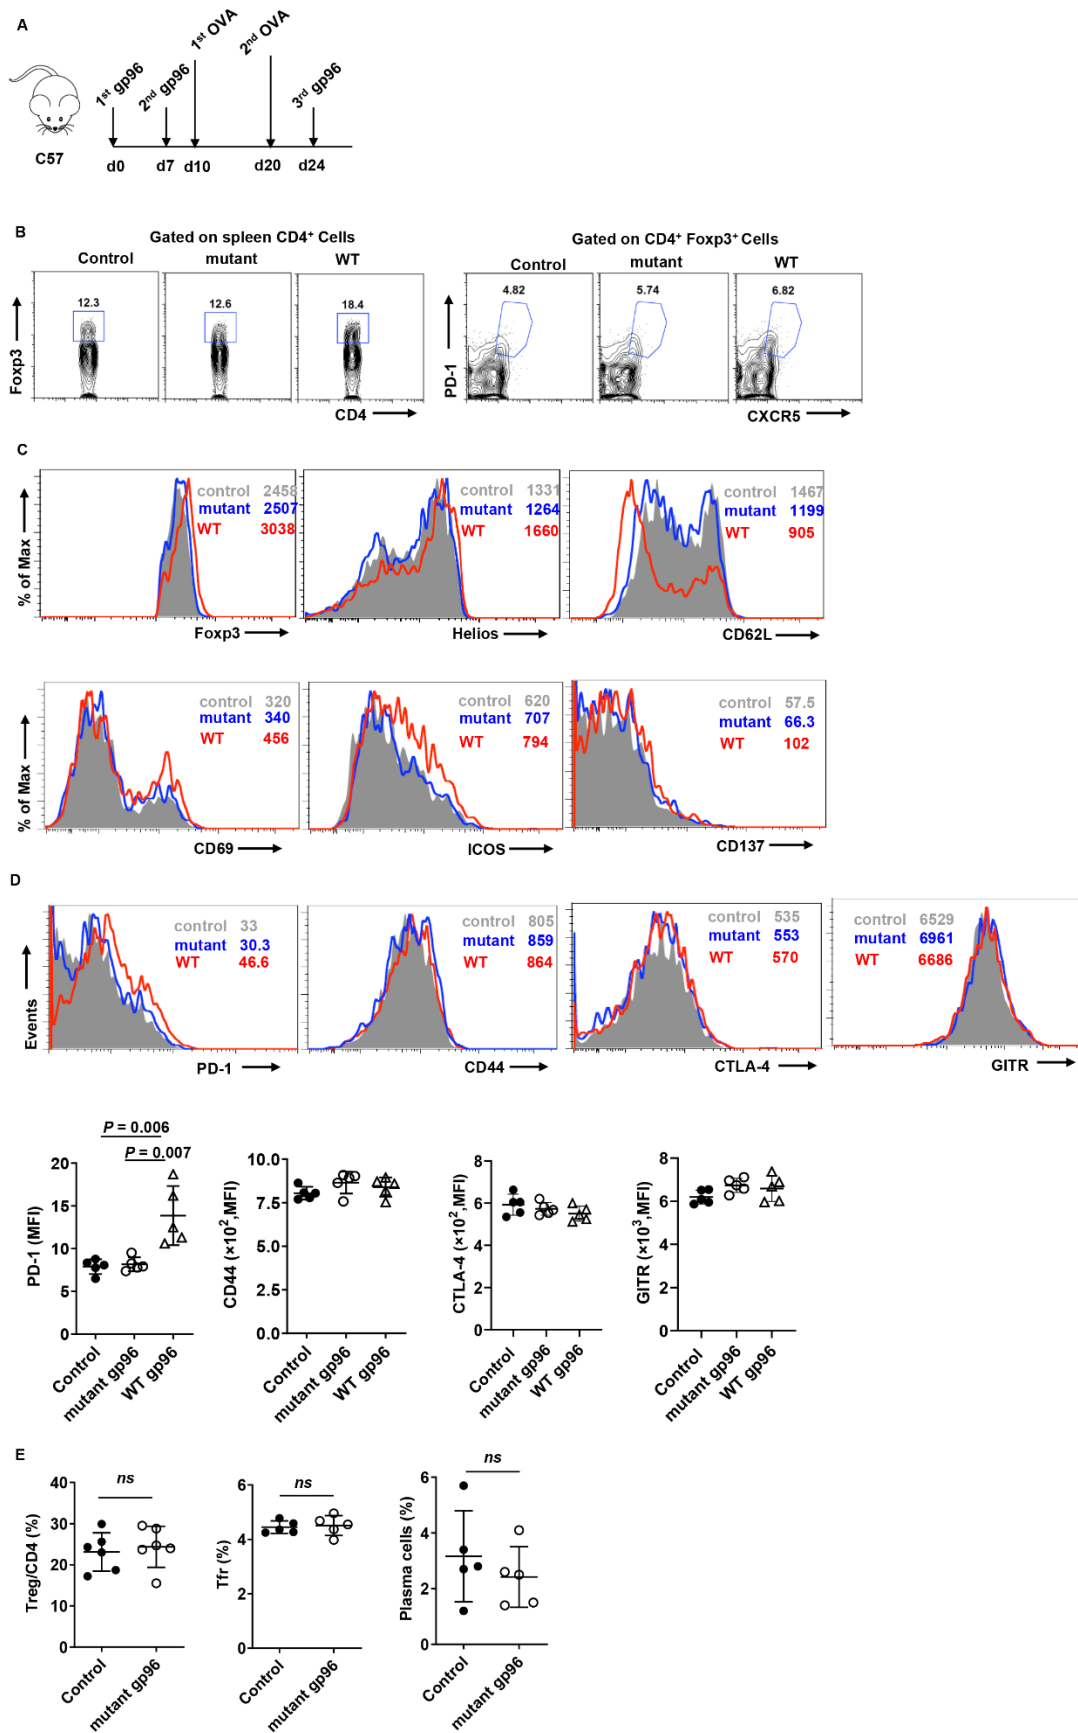 A
1st gp96
2nd gp96
1st OVA
2nd OVA
3rd gp96
C57
d0
d7
d10
d20
d24
B
Gated on spleen CD4+ Cells
Control
mutant
WT
12.3
12.6
18.4
Foxp3
CD4
Gated on CD4+ Foxp3+ Cells
Control
mutant
WT
4.82
5.74
6.82
PD-1
CXCR5
C
% of Max
control 2458
mutant 2507
WT 3038
Foxp3
control 1331
mutant 1264
WT 1660
Helios
control 1467
mutant 1199
WT 905
CD62L
% of Max
control 320
mutant 340
WT 456
CD69
control 620
mutant 707
WT 794
ICOS
control 57.5
mutant 66.3
WT 102
CD137
D
Events
control 33
mutant 30.3
WT 46.6
PD-1
control 805
mutant 859
WT 864
CD44
control 535
mutant 553
WT 570
CTLA-4
control 6529
mutant 6961
WT 6686
GITR
P = 0.006
P = 0.007
PD-1 (MFI)
20
15
10
5
0
Control
mutant gp96
WT gp96
CD44 (×10²,MFI)
10.0
7.5
5.0
2.5
0.0
Control
mutant gp96
WT gp96
CTLA-4 (×10²,MFI)
8
6
4
2
0
Control
mutant gp96
WT gp96
GITR (×10³,MFI)
8
6
4
2
0
Control
mutant gp96
WT gp96
E
ns
Treg/CD4 (%)
40
30
20
10
0
Control
mutant gp96
ns
Tfr (%)
6
4
2
0
Control
mutant gp96
ns
Plasma cells (%)
6
4
2
0
Control
mutant gp96